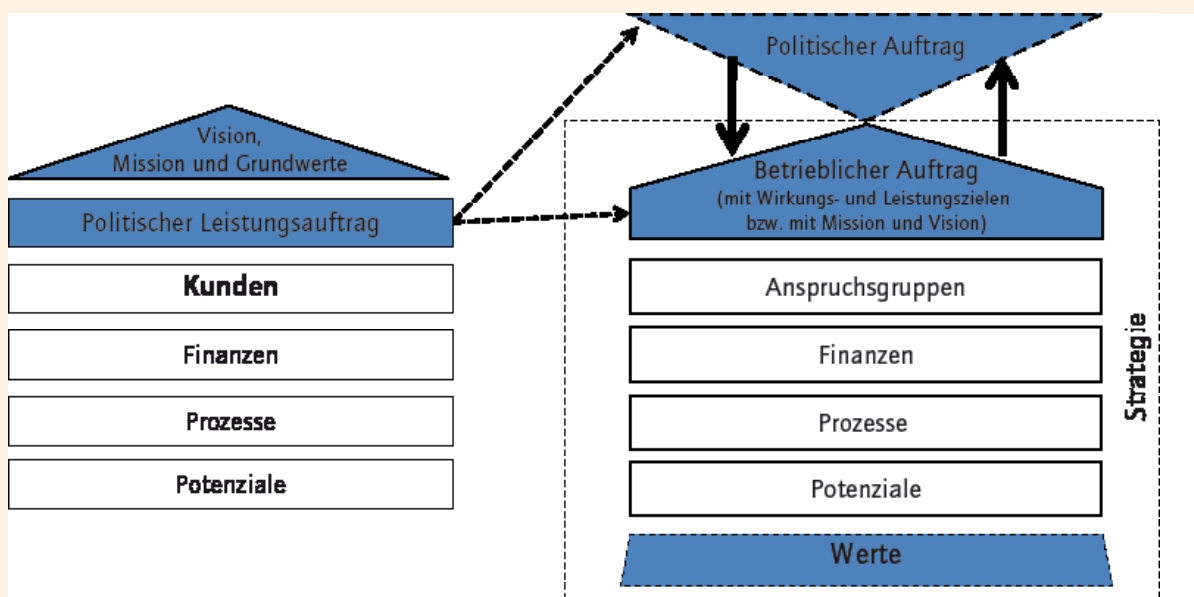 Vision,
Mission und Grundwerte
Politischer Leistungsauftrag
Kunden
Finanzen
Prozesse
Potenziale
Politischer Auftrag
Betrieblicher Auftrag
(mit Wirkungs- und Leistungszielen
bzw. mit Mission und Vision)
Anspruchsgruppen
Finanzen
Prozesse
Potenziale
Werte
Strategie